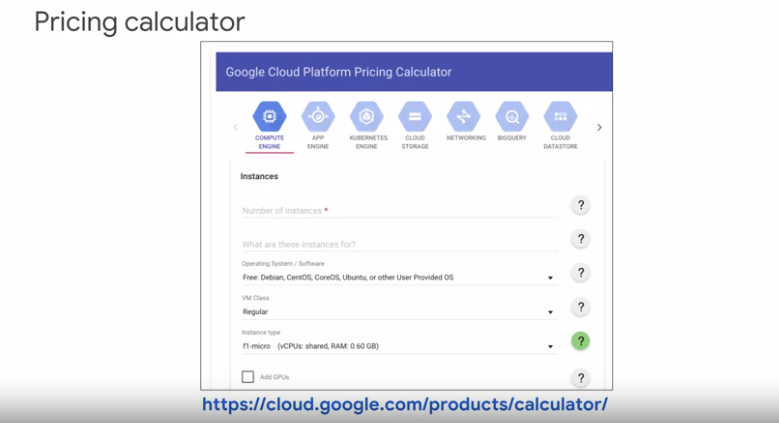 Pricing calculator
Google Cloud Platform Pricing Calculator
COMPUTE ENGINE
APP ENGINE
KUBERNETES ENGINE
CLOUD STORAGE
NETWORKING
BIGQUERY
CLOUD DATASTORE
Instances
Number of instances *
?
What are these instances for?
?
Operating System / Software
Free: Debian, CentOS, CoreOS, Ubuntu, or other User Provided OS
?
VM Class
Regular
?
Instance type
f1-micro (vCPUs: shared, RAM: 0.60 GB)
?
Add GPUs.
?
https://cloud.google.com/products/calculator/